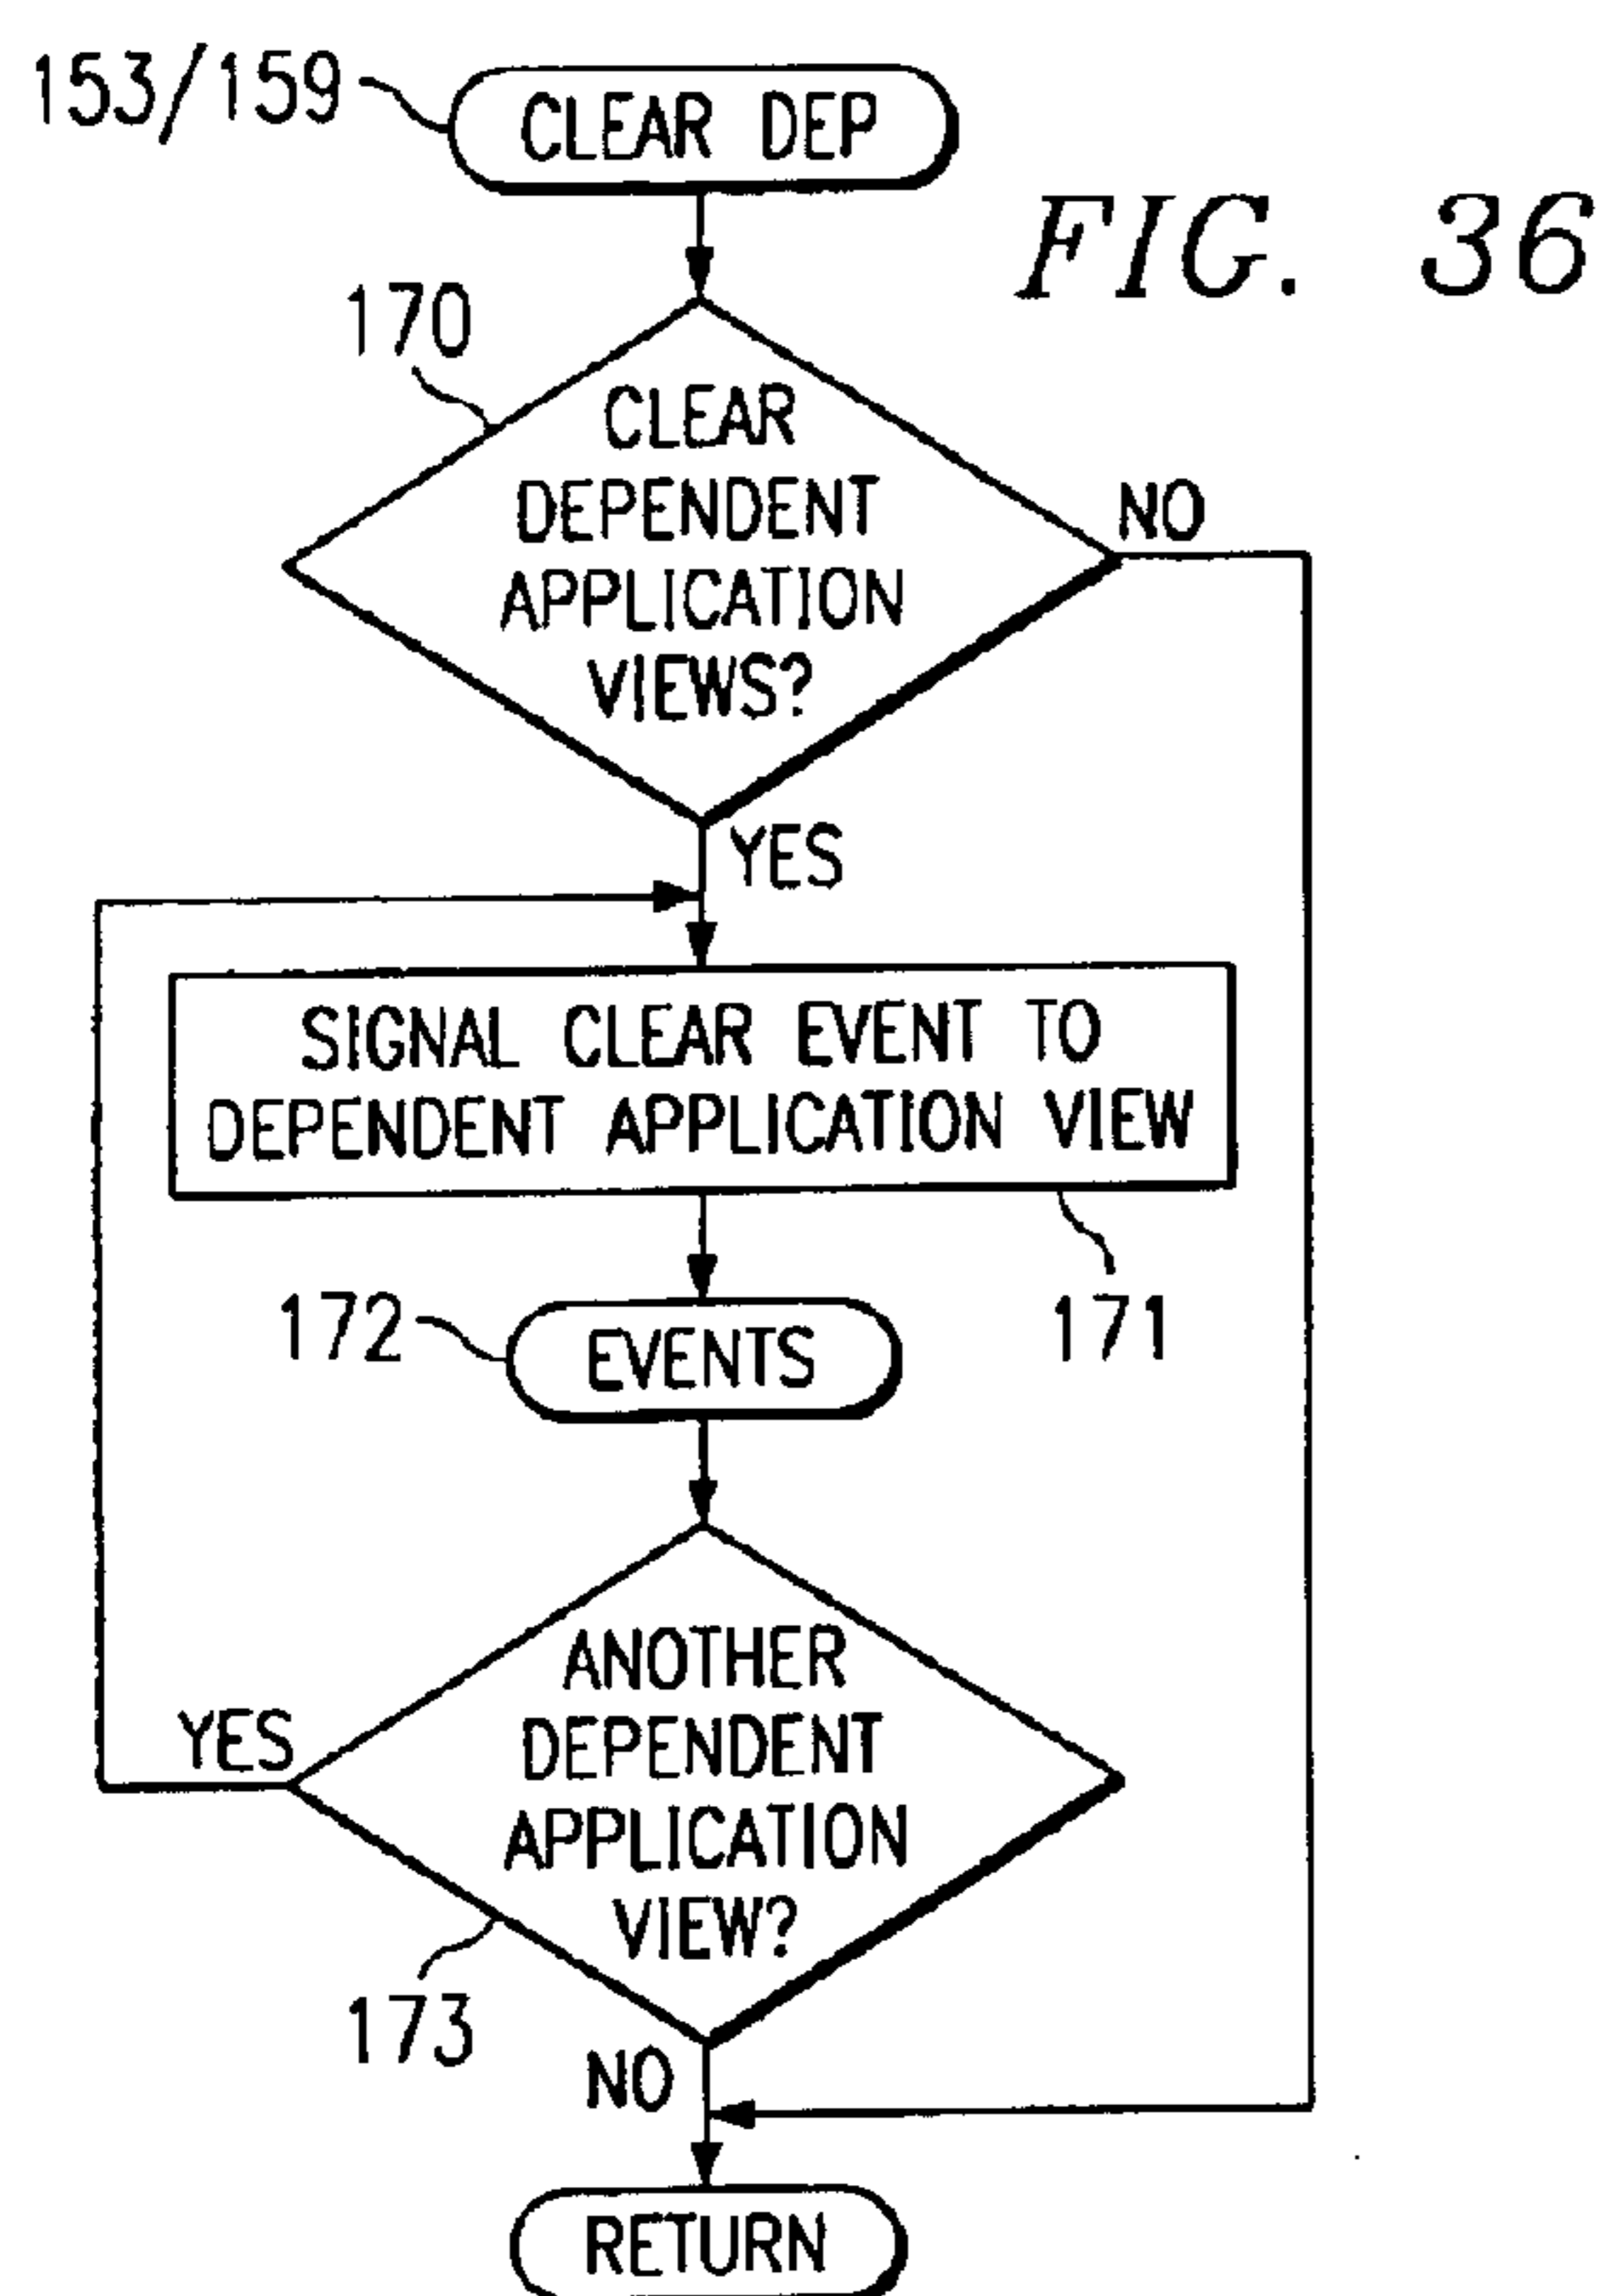 153/159
CLEAR DEP
FIG. 36
170
CLEAR
DEPENDENT
APPLICATION
VIEWS?
NO
YES
SIGNAL CLEAR EVENT TO
DEPENDENT APPLICATION VIEW
171
172
EVENTS
ANOTHER
DEPENDENT
APPLICATION
VIEW?
YES
173
NO
RETURN